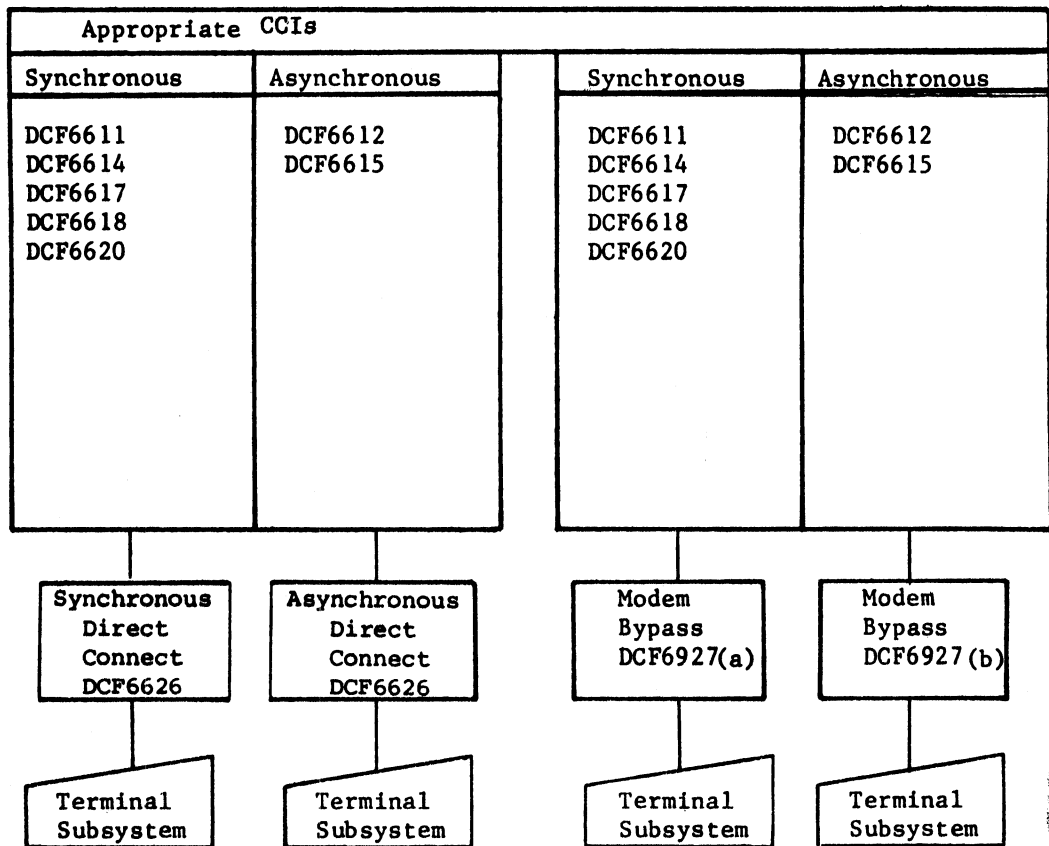 Appropriate CCIs
Synchronous
Asynchronous
Synchronous
Asynchronous
DCF6611
DCF6614
DCF6617
DCF6618
DCF6620
DCF6612
DCF6615
DCF6611
DCF6614
DCF6617
DCF6618
DCF6620
DCF6612
DCF6615
Synchronous
Direct
Connect
DCF6626
Asynchronous
Direct
Connect
DCF6626
Modem
Bypass
DCF6927(a)
Modem
Bypass
DCF6927(b)
Terminal
Subsystem
Terminal
Subsystem
Terminal
Subsystem
Terminal
Subsystem